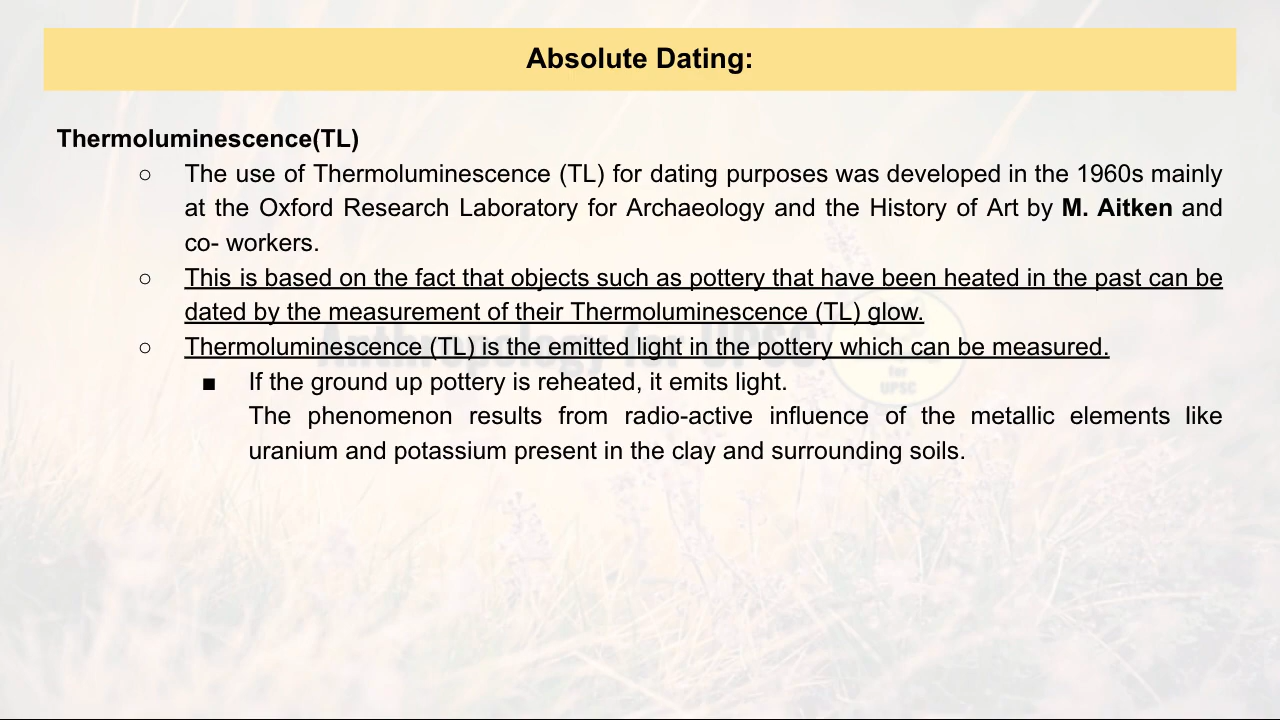 Absolute Dating:
Thermoluminescence(TL)
○ The use of Thermoluminescence (TL) for dating purposes was developed in the 1960s mainly
at the Oxford Research Laboratory for Archaeology and the History of Art by M. Aitken and
co- workers.
○ This is based on the fact that objects such as pottery that have been heated in the past can be
dated by the measurement of their Thermoluminescence (TL) glow.
○ Thermoluminescence (TL) is the emitted light in the pottery which can be measured.
Anthropology for UPSC
for
UPSC
■ If the ground up pottery is reheated, it emits light.
The phenomenon results from radio-active influence of the metallic elements like
uranium and potassium present in the clay and surrounding soils.